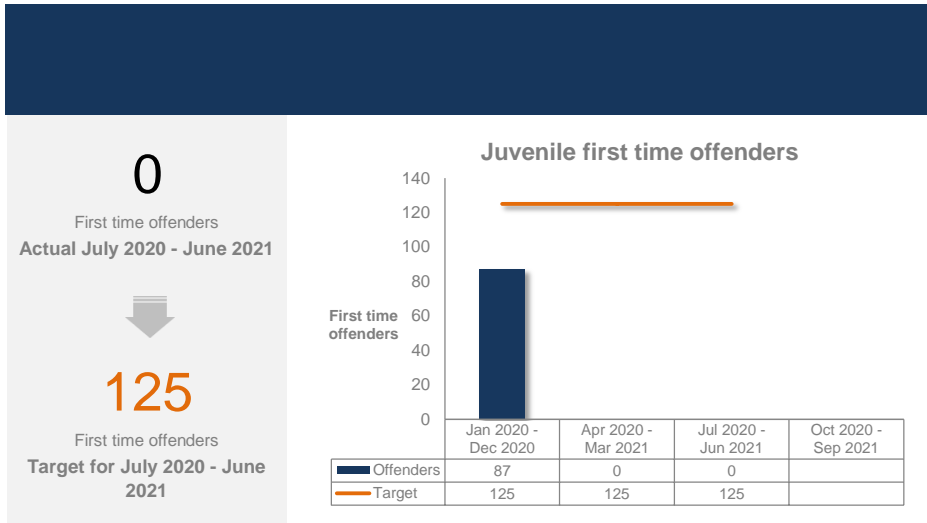 0
First time offenders
Actual July 2020 - June 2021
125
First time offenders
Target for July 2020 - June
2021
Juvenile first time offenders
140
120
100
80
60
40
20
0
First time
offenders
Jan 2020 -
Dec 2020
Apr 2020 -
Mar 2021
Jul 2020 -
Jun 2021
Oct 2020 -
Sep 2021
Offenders 87 0 0
Target 125 125 125